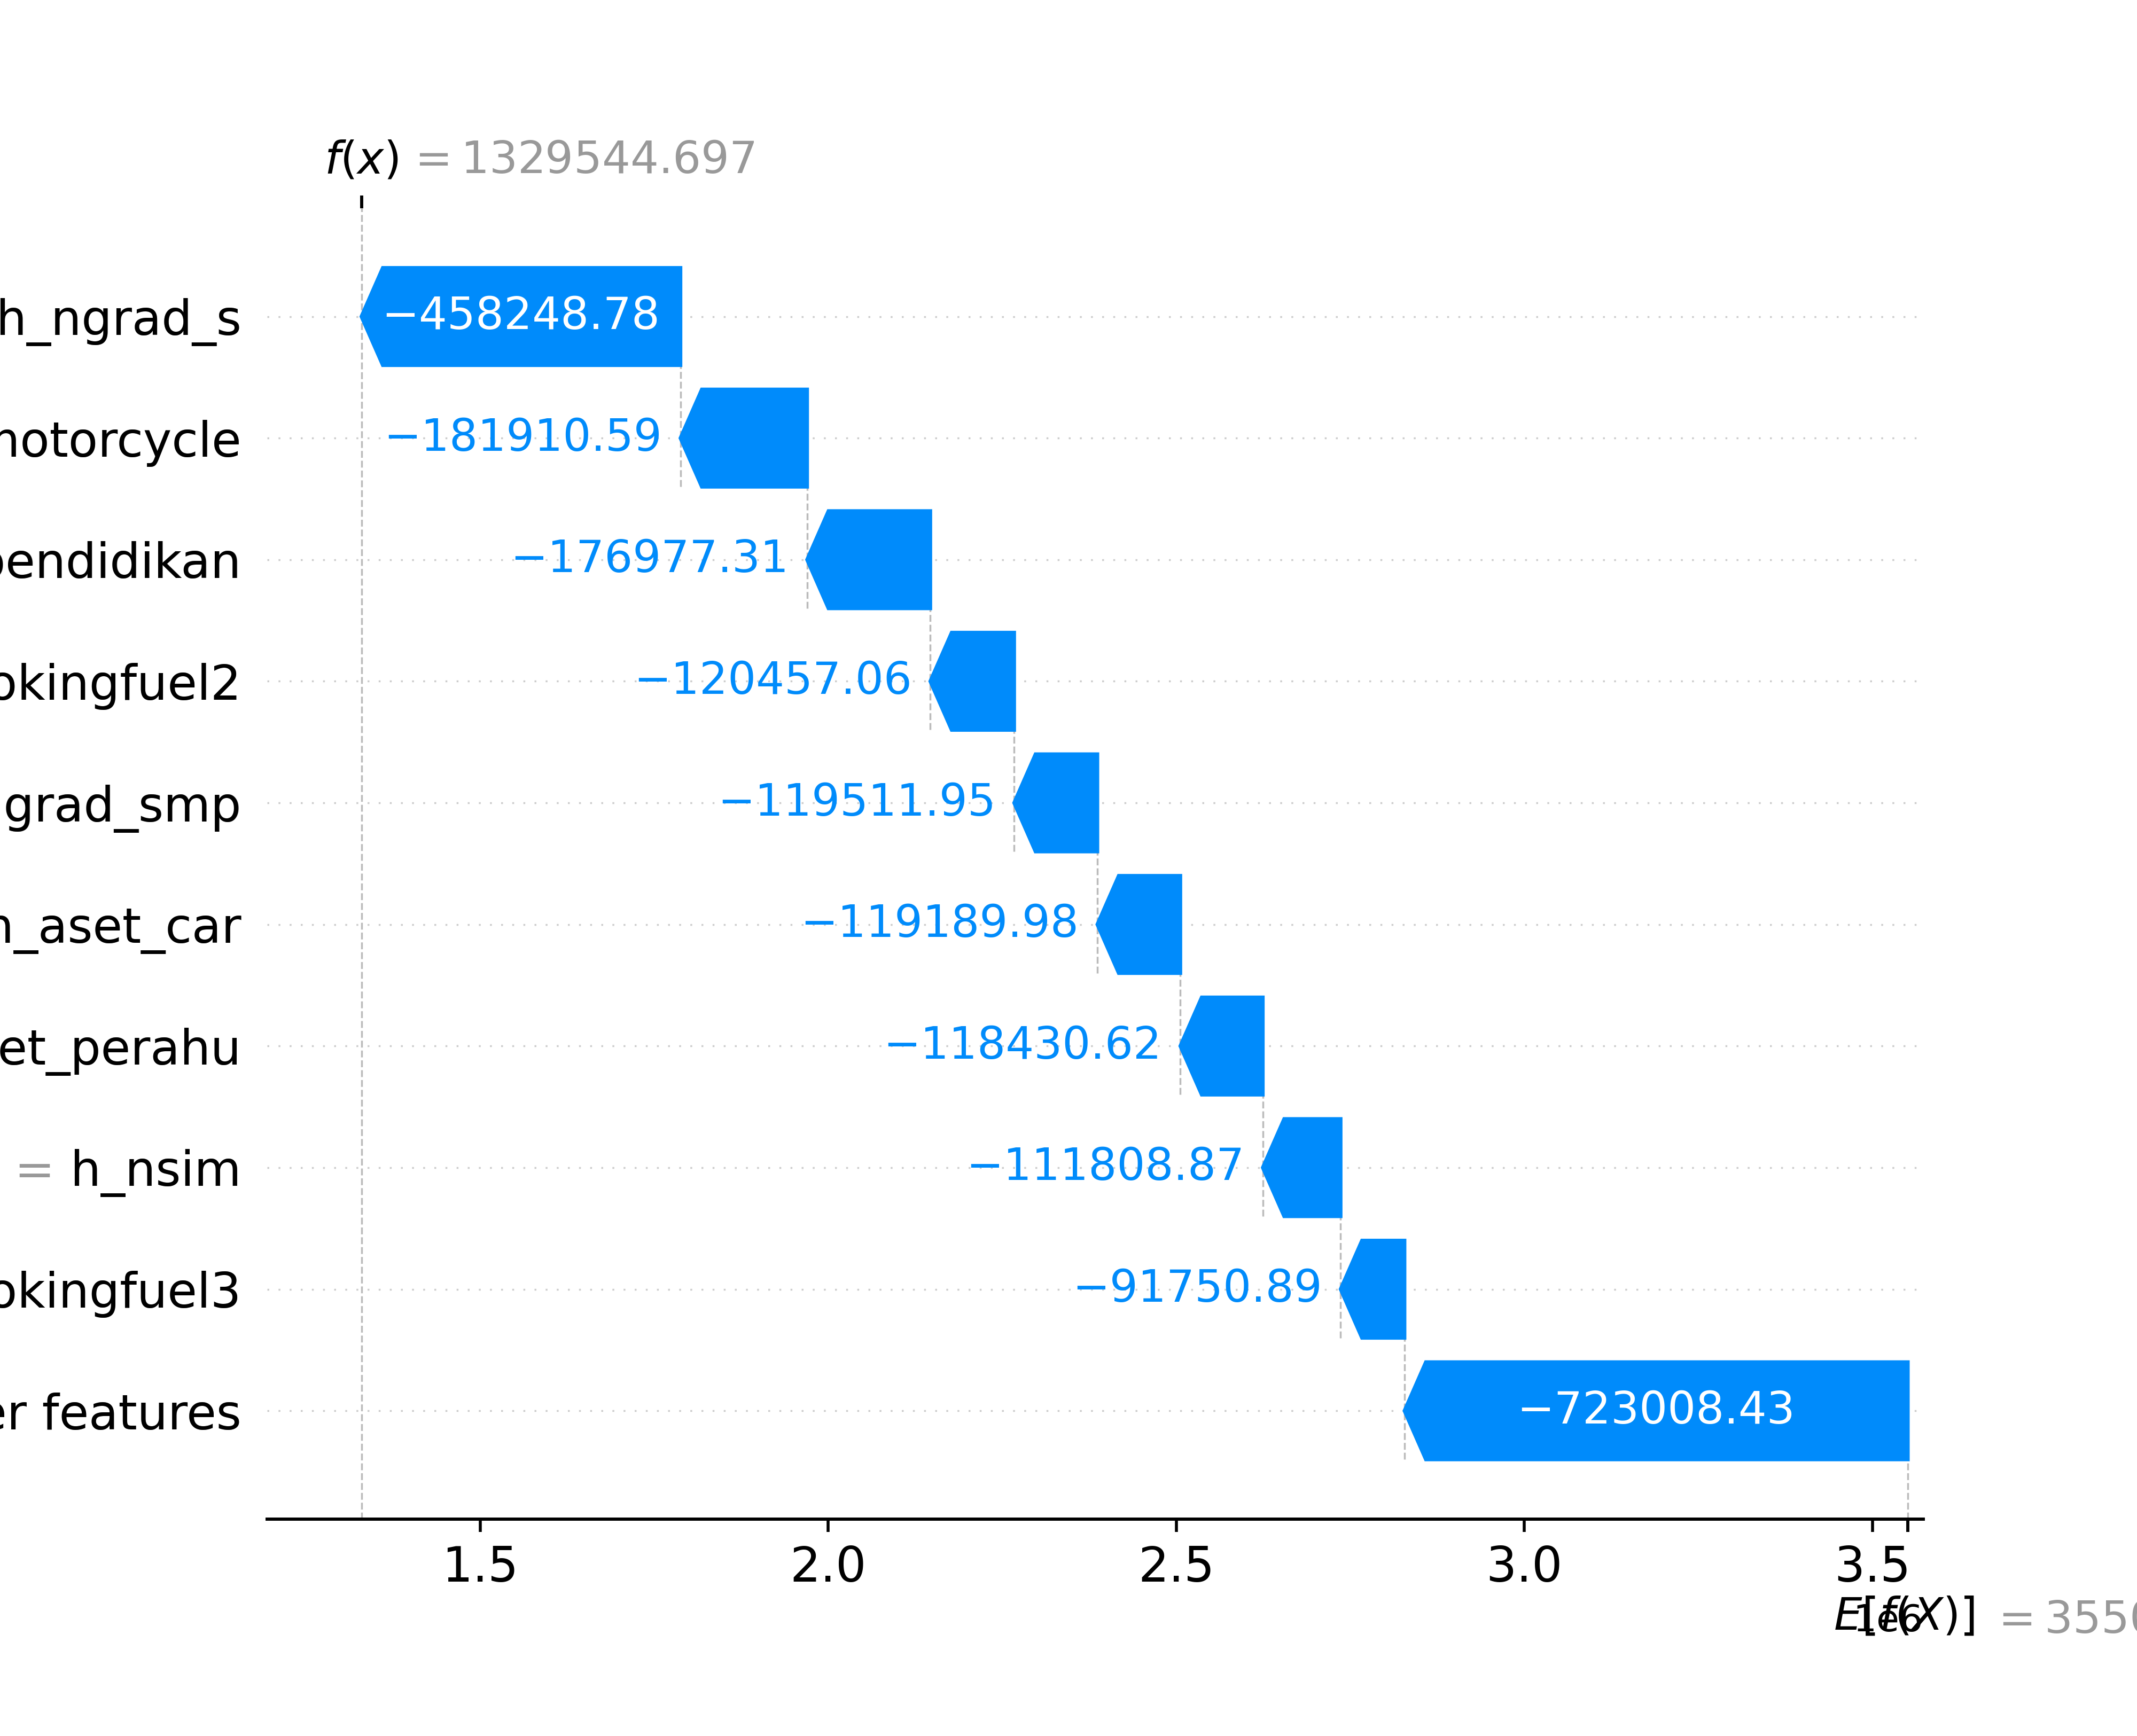 f(x) = 1329544.697
h_ngrad_s −458248.78
motorcycle −181910.59
pendidikan −176977.31
okingfuel2 −120457.06
grad_smp −119511.95
_aset_car −119189.98
et_perahu −118430.62
= h_nsim −111808.87
okingfuel3 −91750.89
er features −723008.43
1.5 2.0 2.5 3.0 3.5
1e6
E[f(X)] = 3550